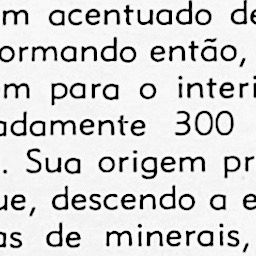 m acentuado de
ormando então,
m para o interi
adamente 300
. Sua origem pr
ue, descendo a e
as de minerais,